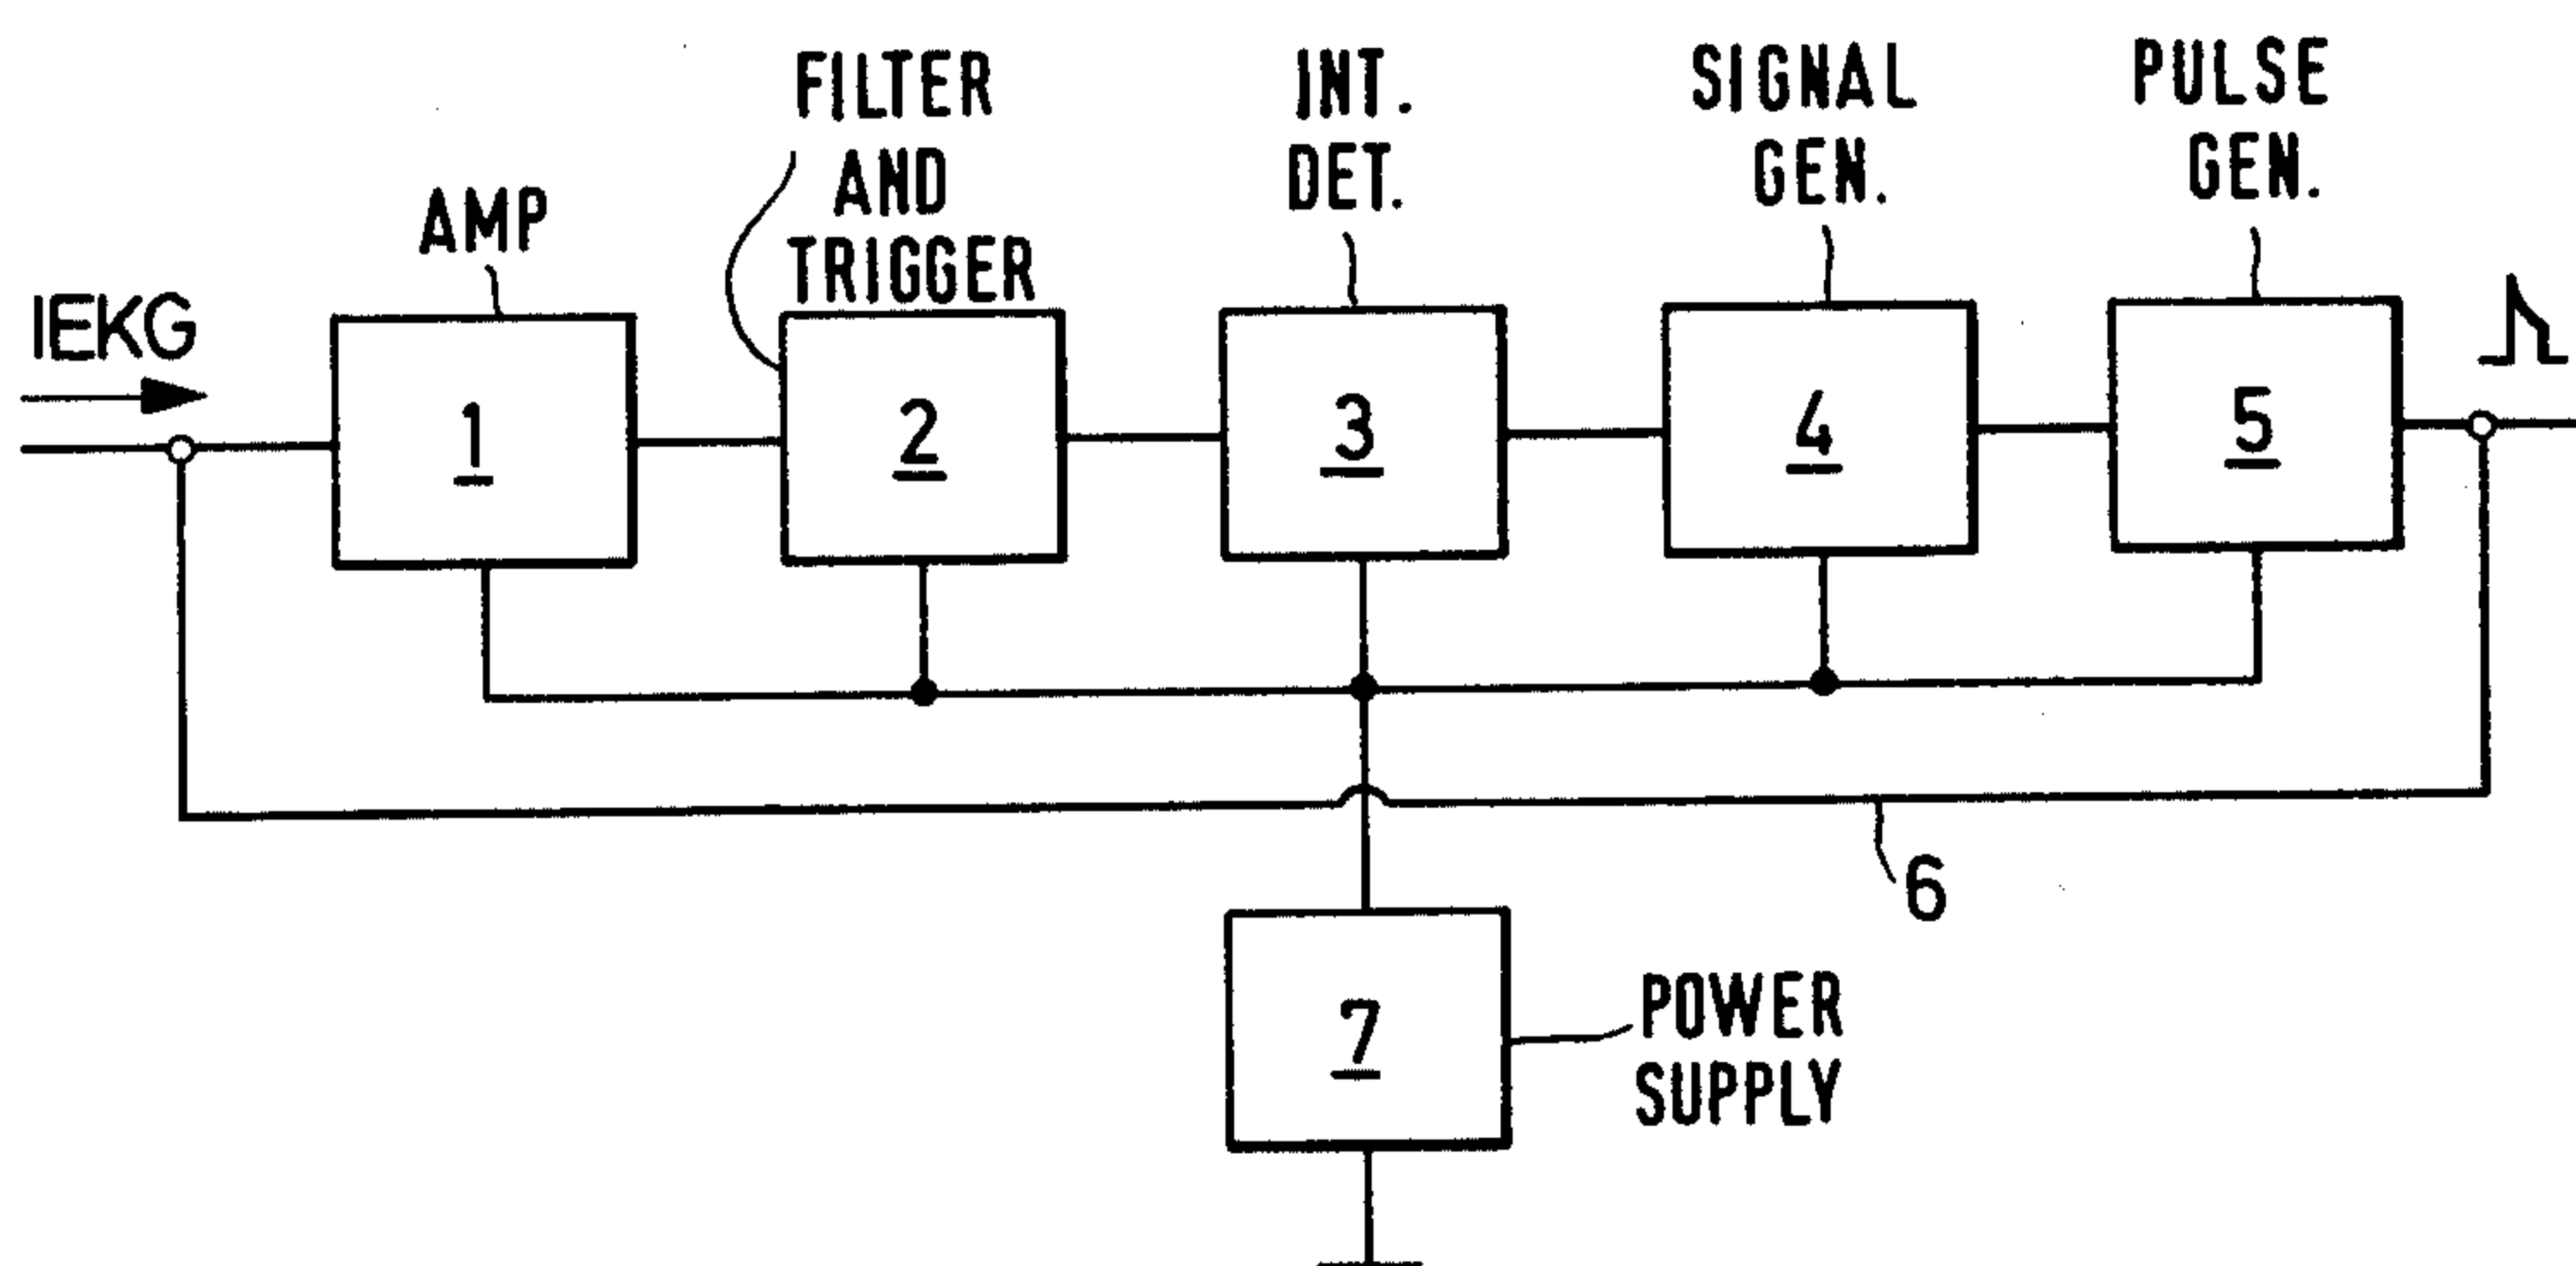 FILTER
AND
TRIGGER
INT.
DET.
SIGNAL
GEN.
PULSE
GEN.
AMP
IEKG
1
2
3
4
5
6
7
POWER
SUPPLY